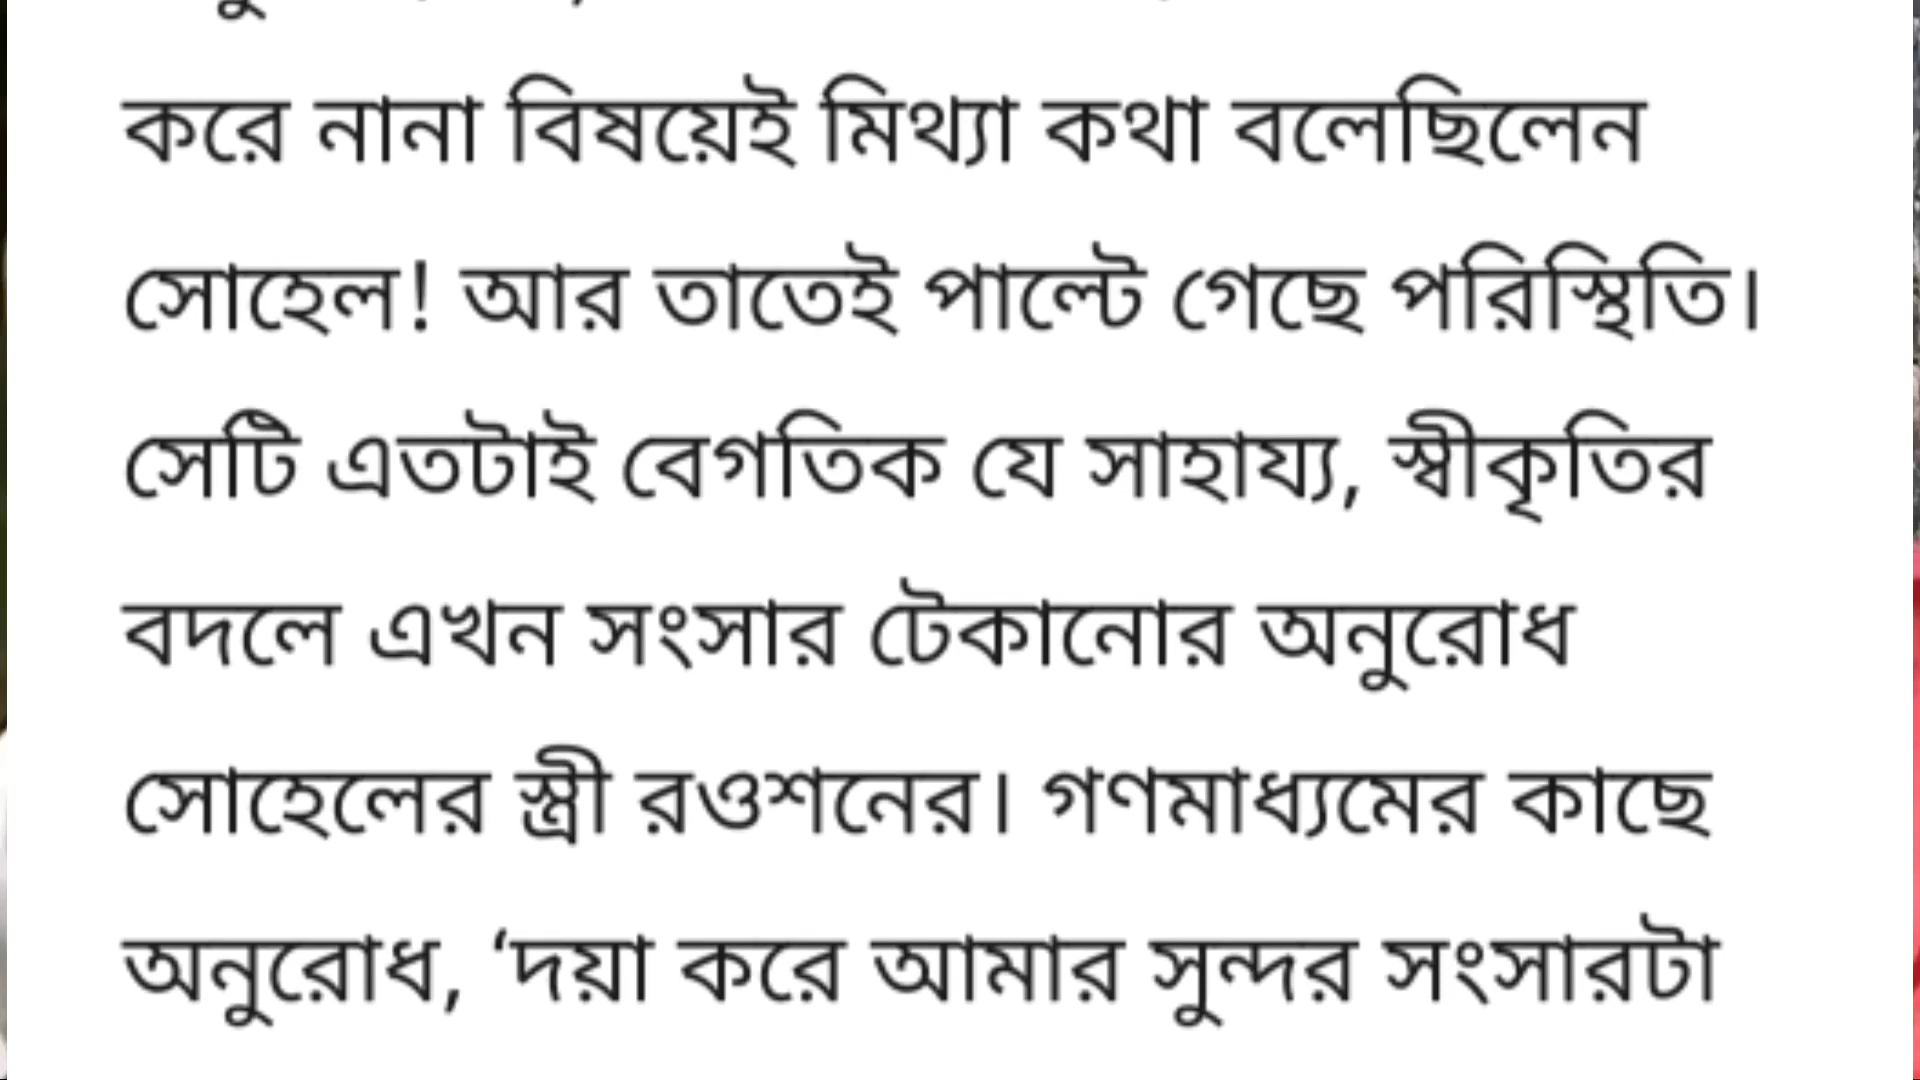 করে নানা বিষয়েই মিথ্যা কথা বলেছিলেন
সোহেল! আর তাতেই পাল্টে গেছে পরিস্থিতি।
সেটি এতটাই বেগতিক যে সাহায্য, স্বীকৃতির
বদলে এখন সংসার টেকানোর অনুরোধ
সোহেলের স্ত্রী রওশনের। গণমাধ্যমের কাছে
অনুরোধ, ‘দয়া করে আমার সুন্দর সংসারটা